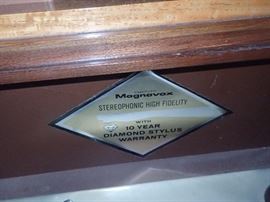 Magnavox
STEREOPHONIC HIGH FIDELITY
WITH
10 YEAR
DIAMOND STYLUS
WARRANTY